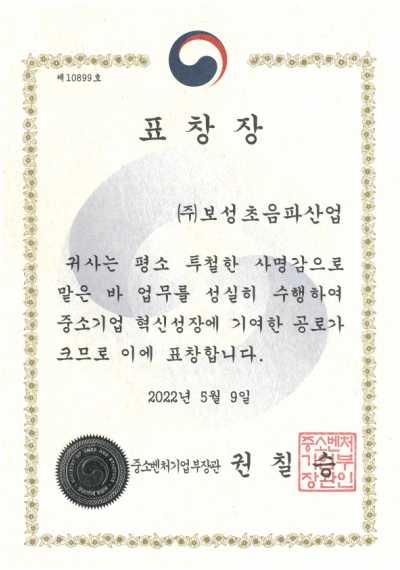 제10899호
표창장
(주)보성초음파산업
귀사는 평소 투철한 사명감으로
맡은 바 업무를 성실히 수행하여
중소기업 혁신성장에 기여한 공로가
크므로 이에 표창합니다.
2022년 5월 9일
중소벤처기업부장관 권칠승
중소벤처
기업부
장관인